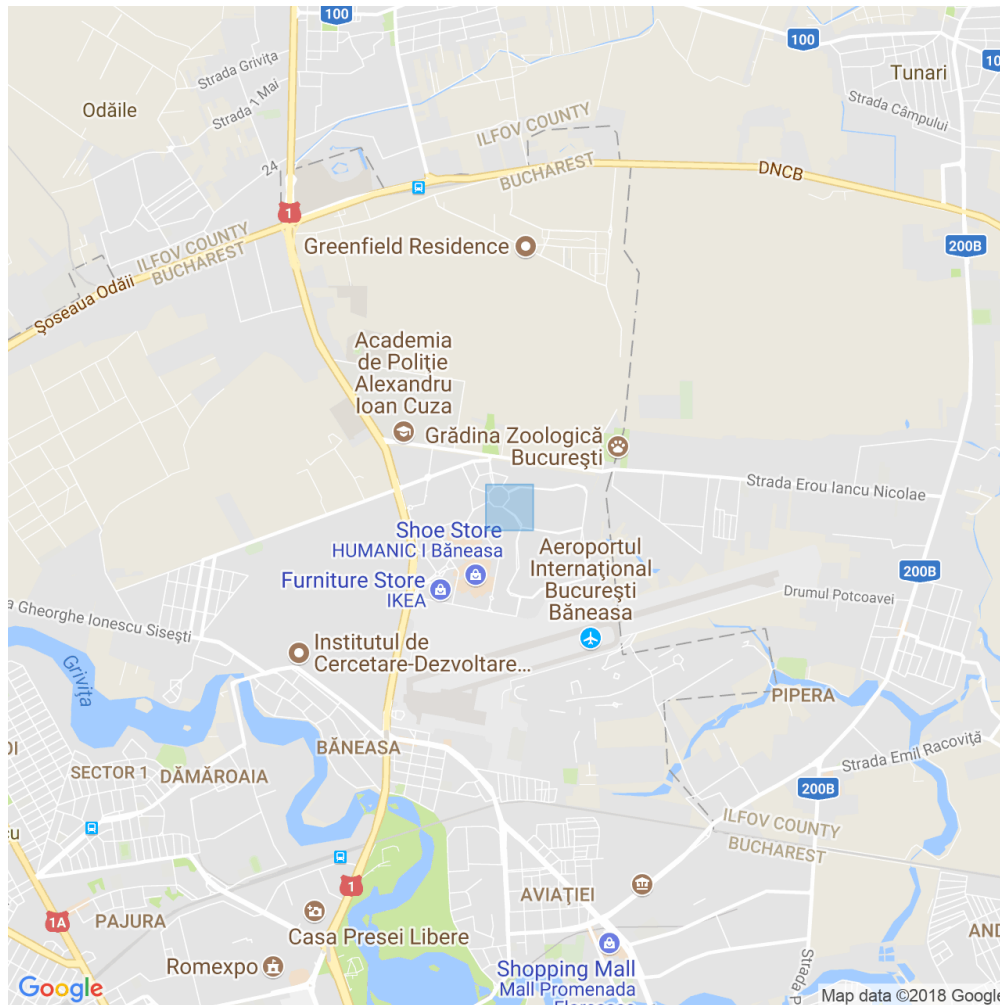 100
100
Strada Grivița
Tunari
Odăile
Strada 1 Mai
Strada Câmpului
ILFOV COUNTY
BUCHAREST
24
DNCB
1
Greenfield Residence
200B
ILFOV COUNTY
BUCHAREST
Șoseaua Odăii
Academia
de Poliție
Alexandru
Ioan Cuza
Grădina Zoologică
București
Strada Erou Iancu Nicolae
Shoe Store
HUMANIC I Băneasa
Furniture Store
IKEA
Aeroportul
Internațional
București
Băneasa
200B
Drumul Potcoavei
a Gheorghe Ionescu Sisești
Institutul de
Cercetare-Dezvoltare...
Grivița
PIPERA
BĂNEASA
SECTOR 1
DĂMĂROAIA
Strada Emil Racoviță
200B
ILFOV COUNTY
BUCHAREST
1
AVIAȚIEI
1A
PAJURA
Casa Presei Libere
Romexpo
Shopping Mall
Mall Promenada
Google
Map data ©2018 Google